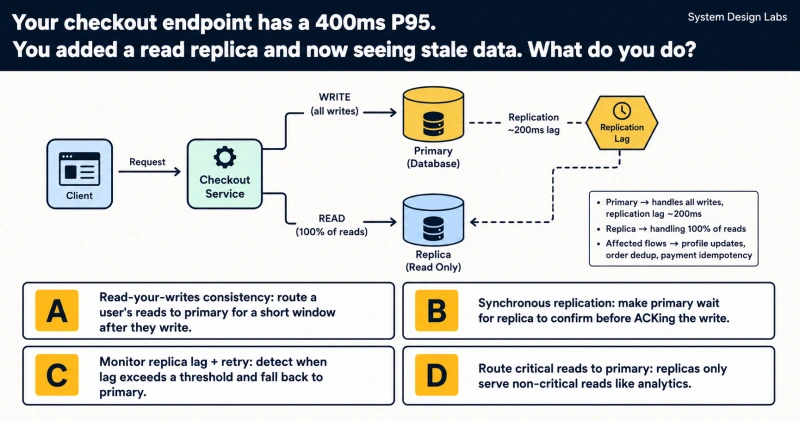 Your checkout endpoint has a 400ms P95.
System Design Labs
You added a read replica and now seeing stale data. What do you do?
Client
Request
Checkout
Service
WRITE
(all writes)
READ
(100% of reads)
Primary
(Database)
Replica
(Read Only)
Replication
~200ms lag
Replication
Lag
• Primary → handles all writes,
replication lag ~200ms
• Replica → handling 100% of reads
• Affected flows → profile updates,
order dedup, payment idempotency
A
Read-your-writes consistency: route a
user's reads to primary for a short window
after they write.
B
Synchronous replication: make primary wait
for replica to confirm before ACKing the write.
C
Monitor replica lag + retry: detect when
lag exceeds a threshold and fall back to
primary.
D
Route critical reads to primary: replicas only
serve non-critical reads like analytics.